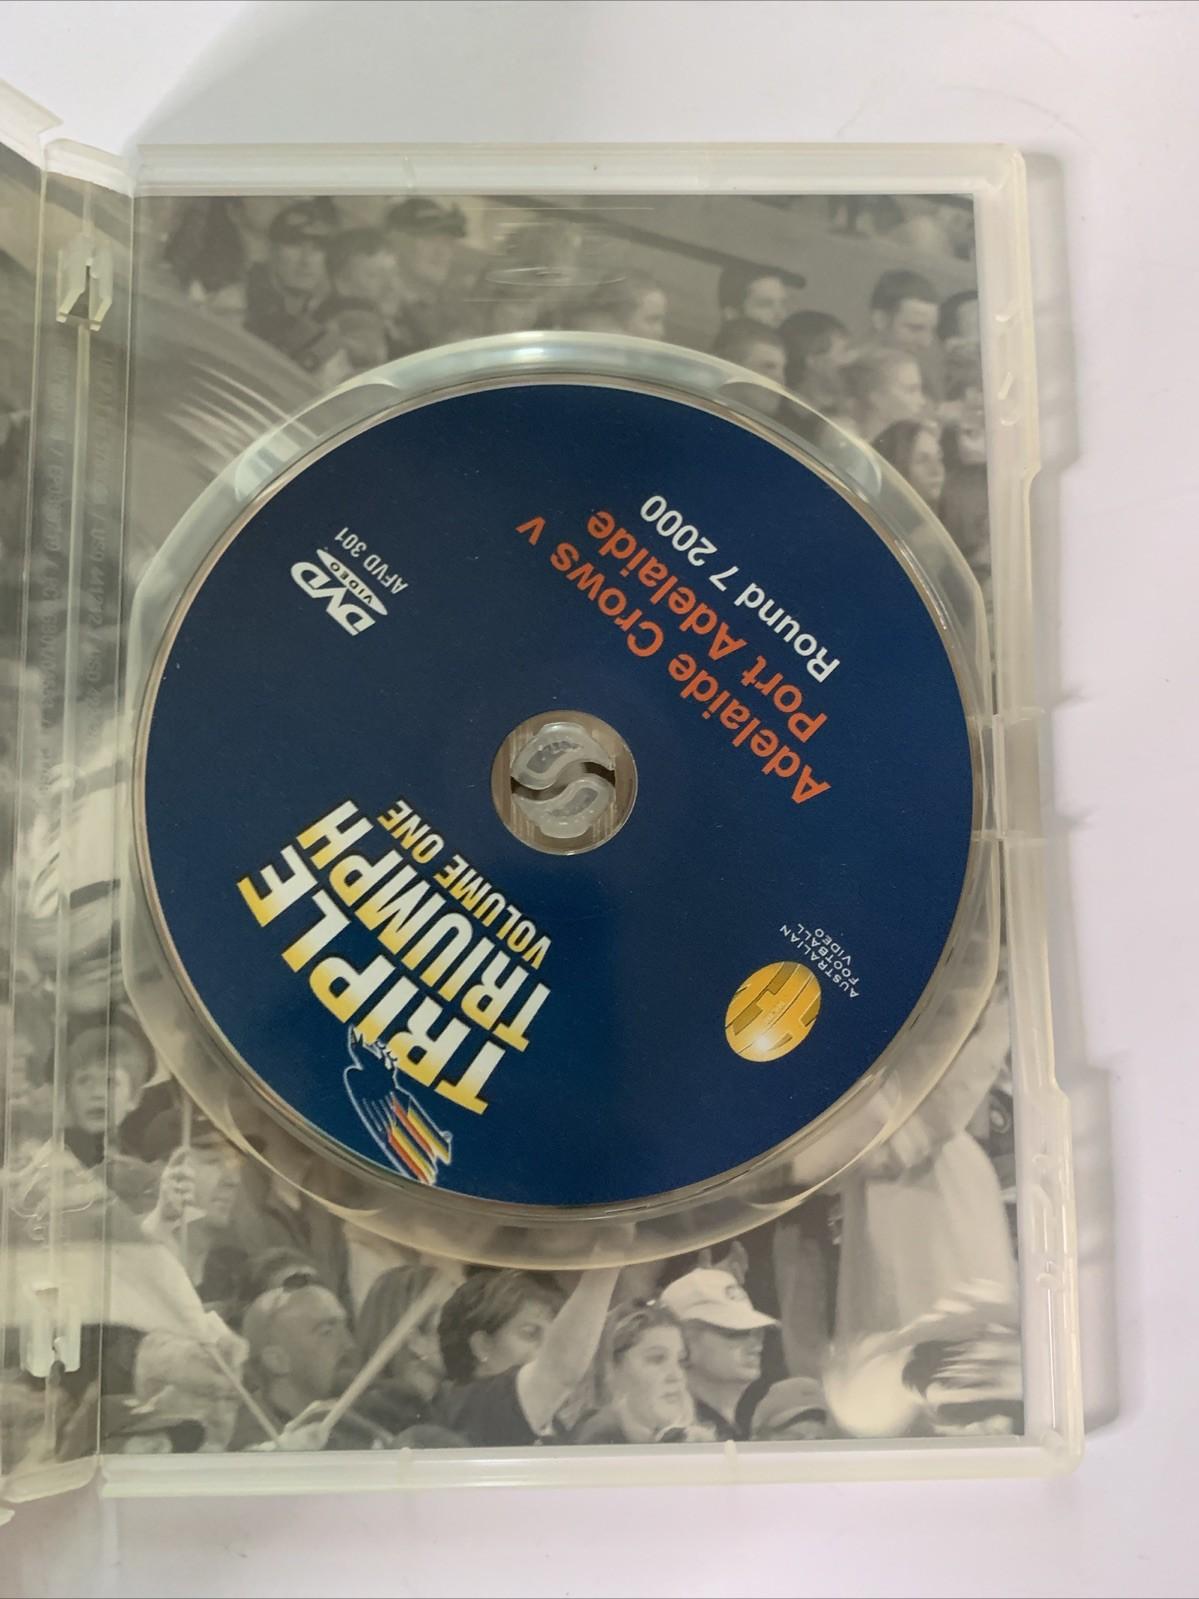 TRIPLE
TRIUMPH
VOLUME ONE
DVD
VIDEO
AFVD 301
AUSTRALIAN
FOOTBALL
VIDEO
Adelaide Crows v
Port Adelaide
Round 7 2000